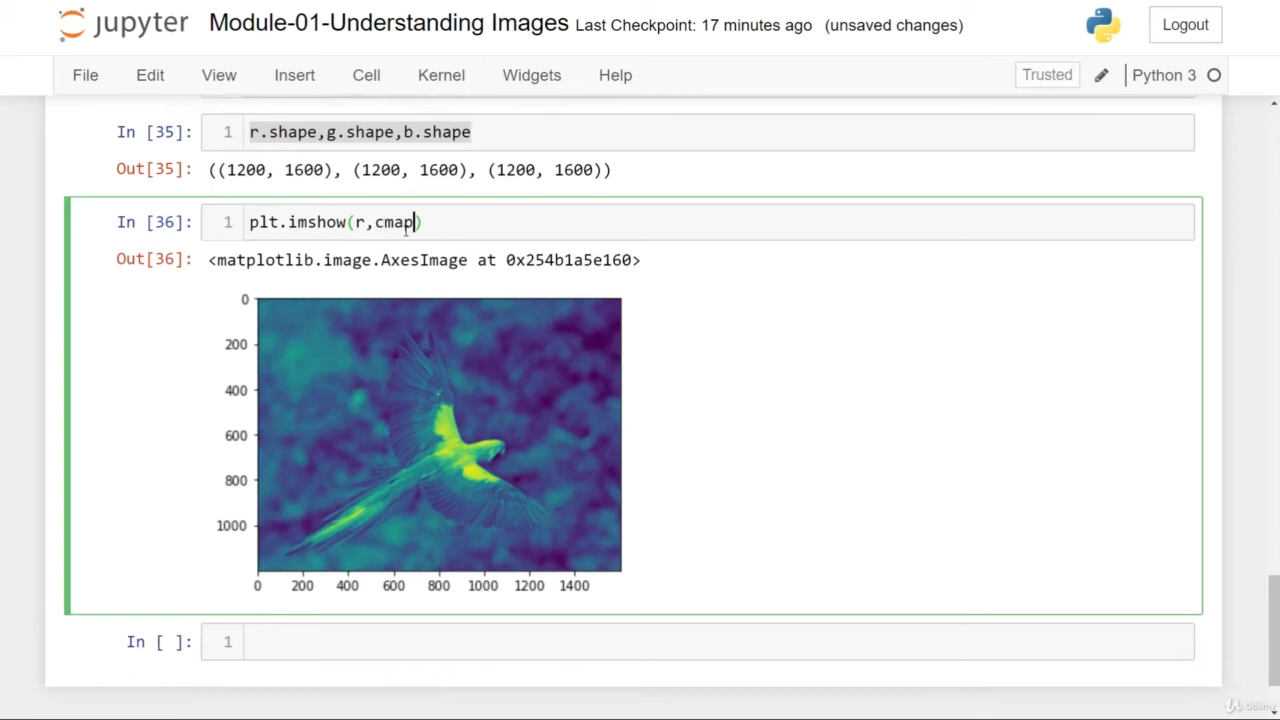 jupyter Module-01-Understanding Images Last Checkpoint: 17 minutes ago (unsaved changes) Logout
File Edit View Insert Cell Kernel Widgets Help Trusted Python 3
In [35]: 1 r.shape,g.shape,b.shape
Out[35]: ((1200, 1600), (1200, 1600), (1200, 1600))
In [36]: 1 plt.imshow(r,cmap)
Out[36]: <matplotlib.image.AxesImage at 0x254b1a5e160>
0
200
400
600
800
1000
0 200 400 600 800 1000 1200 1400
In [ ]: 1
Udemy